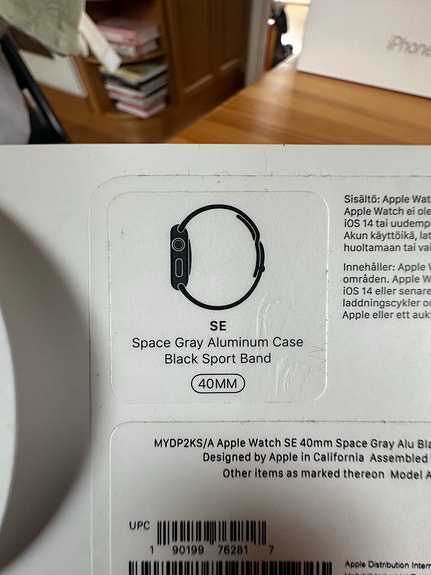 iPhone
SE
Space Gray Aluminum Case
Black Sport Band
40MM
Sisältö: Apple Wat
Apple Watch ei ole
iOS 14 tai uudemp
Akun käyttöikä, lat
huoltamaan tai vai
Innehåller: Apple W
områden. Apple W
iOS 14 eller senare
laddningscykler oc
Apple eller ett aukt
MYDP2KS/A Apple Watch SE 40mm Space Gray Alu Bla
Designed by Apple in California Assembled
Other items as marked thereon Model A
UPC
1 90199 76281 7
Apple Distribution Intern